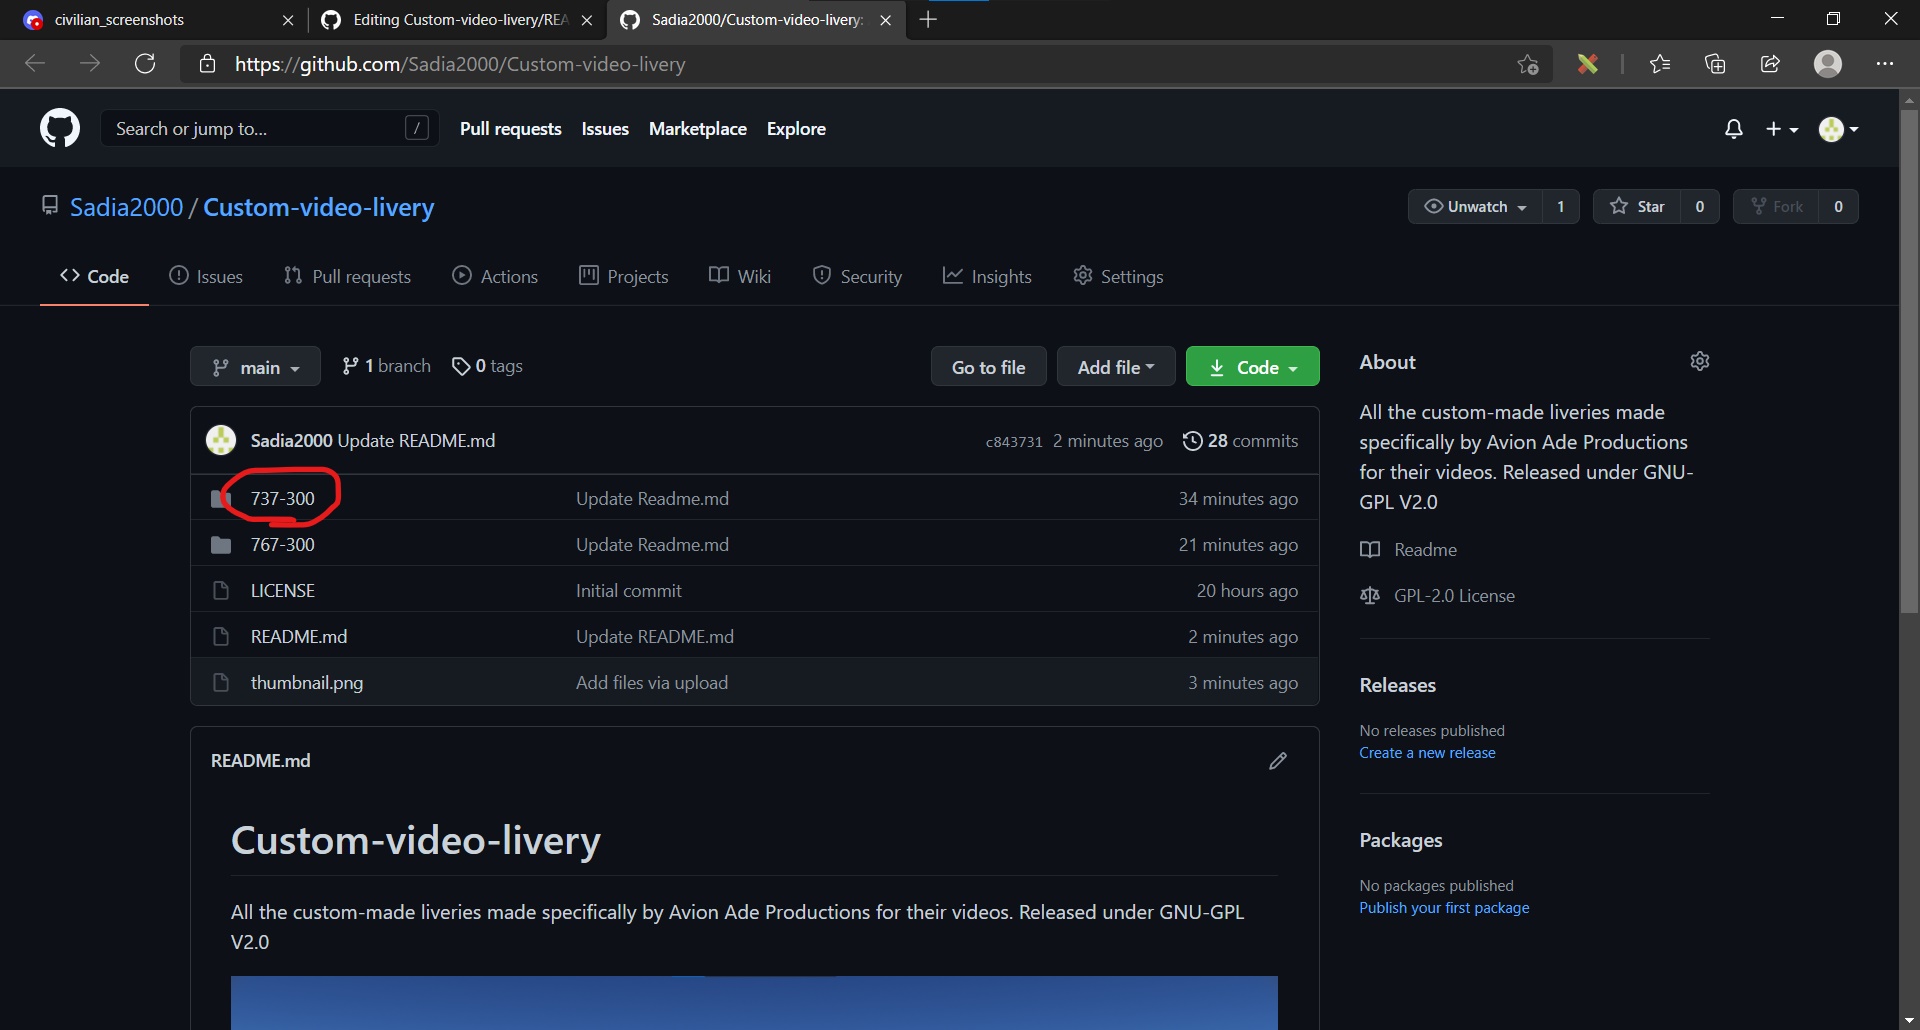 civilian_screenshots
Editing Custom-video-livery/REA
Sadia2000/Custom-video-livery:
https://github.com/Sadia2000/Custom-video-livery
Search or jump to...
/
Pull requests
Issues
Marketplace
Explore
Sadia2000 / Custom-video-livery
Unwatch
1
Star
0
Fork
0
Code
Issues
Pull requests
Actions
Projects
Wiki
Security
Insights
Settings
main
1 branch
0 tags
Go to file
Add file
Code
Sadia2000 Update README.md
c843731 2 minutes ago
28 commits
737-300 Update Readme.md 34 minutes ago
767-300 Update Readme.md 21 minutes ago
LICENSE Initial commit 20 hours ago
README.md Update README.md 2 minutes ago
thumbnail.png Add files via upload 3 minutes ago
README.md
Custom-video-livery
All the custom-made liveries made specifically by Avion Ade Productions for their videos. Released under GNU-GPL
V2.0
About
All the custom-made liveries made
specifically by Avion Ade Productions
for their videos. Released under GNU-
GPL V2.0
Readme
GPL-2.0 License
Releases
No releases published
Create a new release
Packages
No packages published
Publish your first package